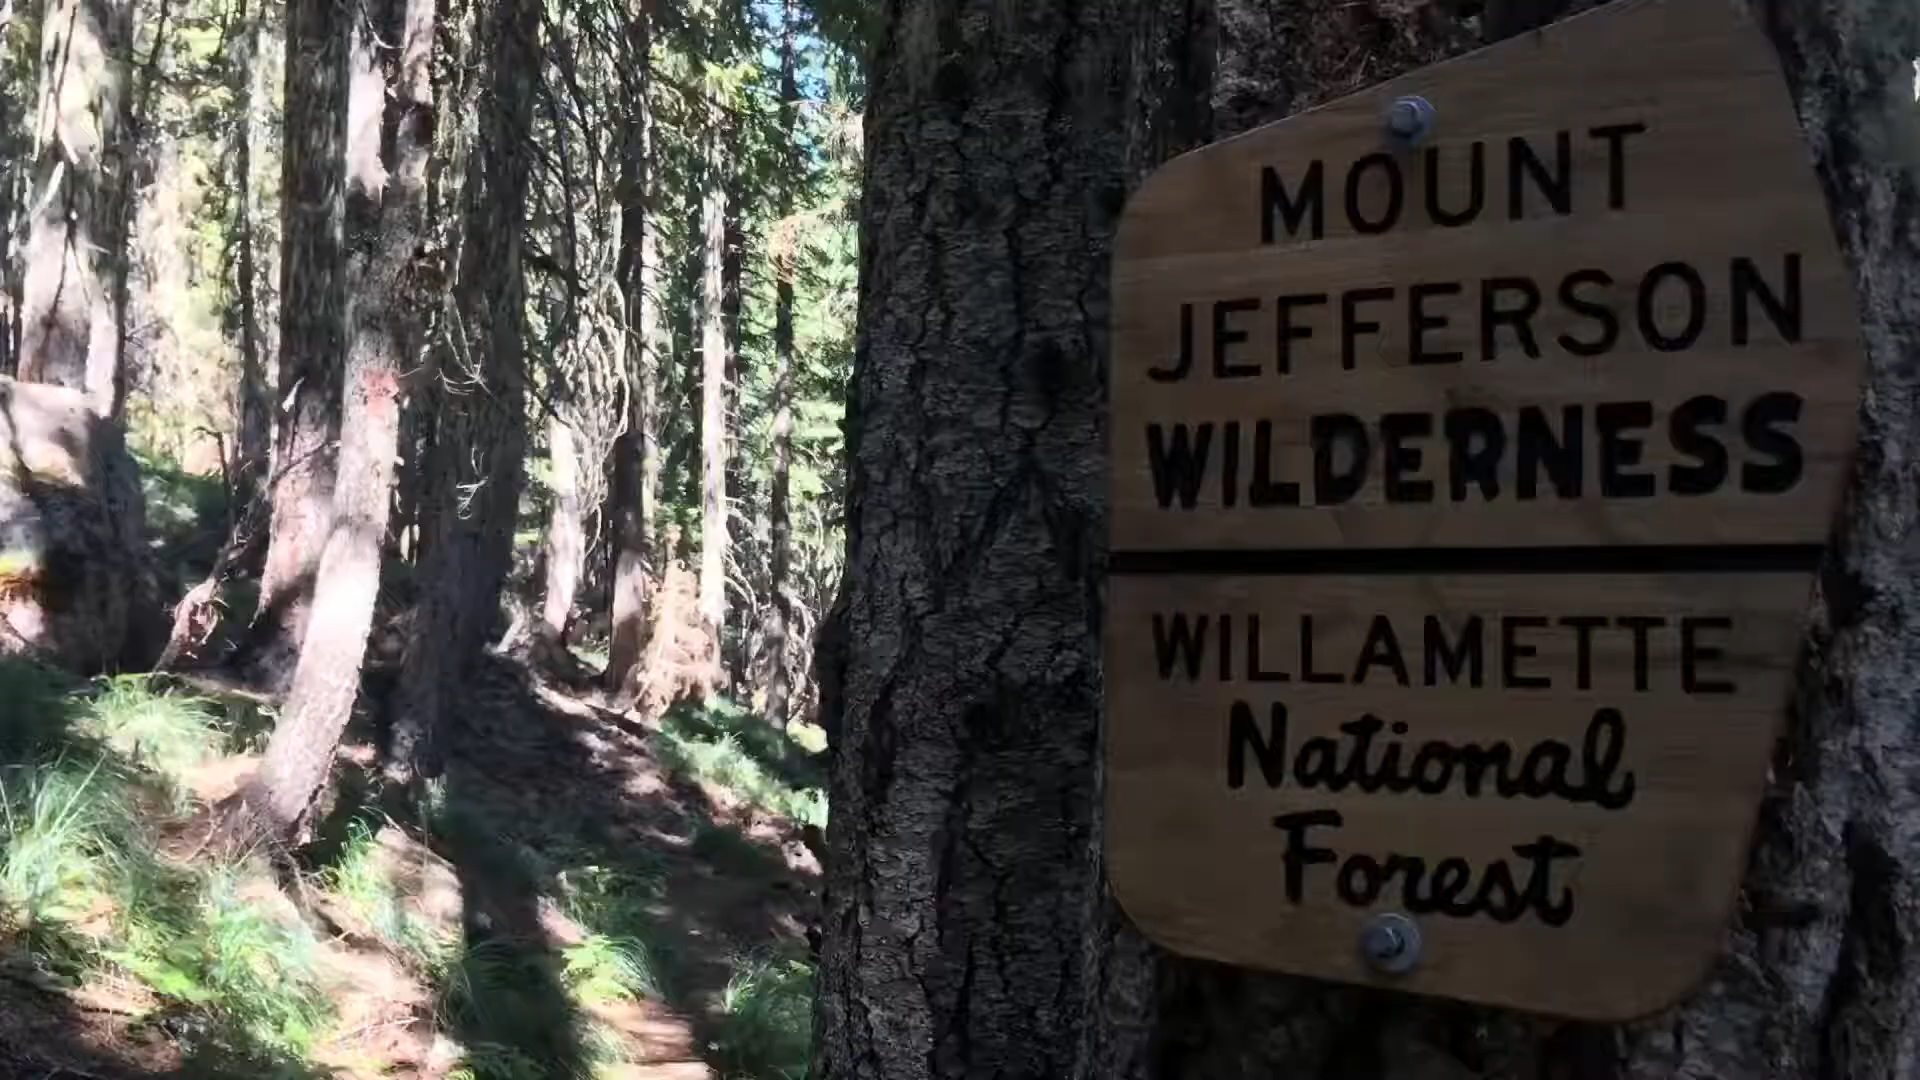 MOUNT
JEFFERSON
WILDERNESS
WILLAMETTE
National
Forest